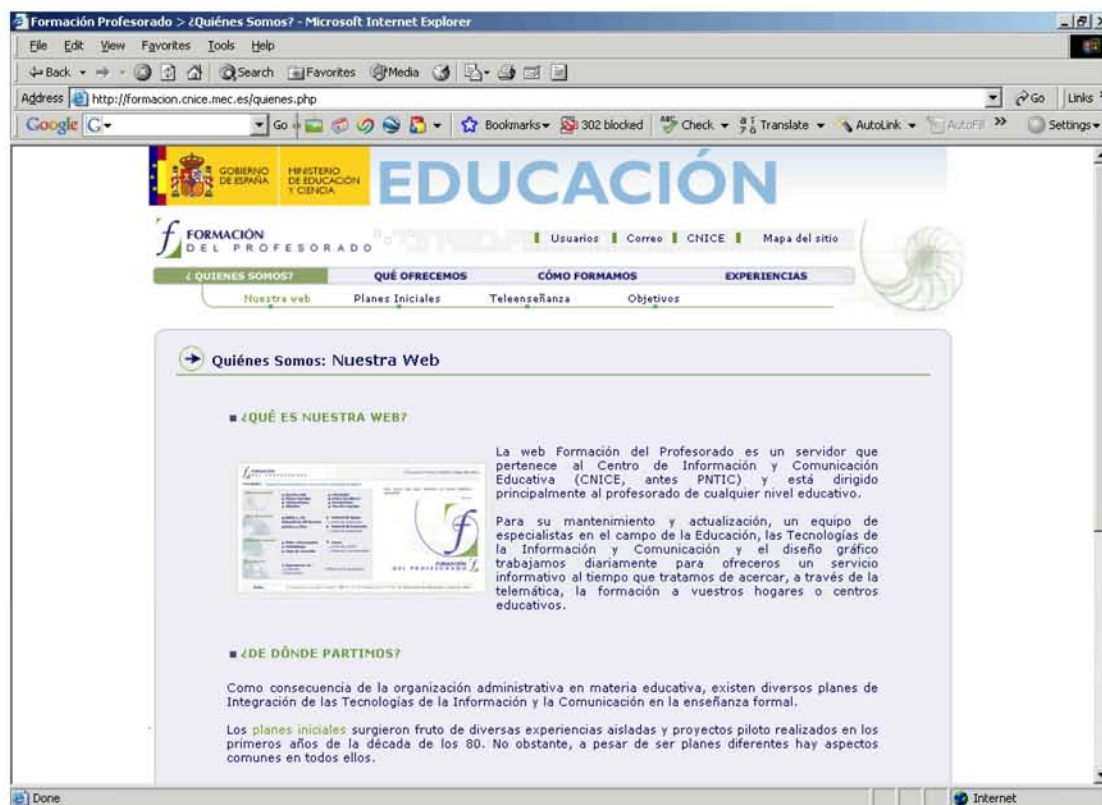 Formación Profesorado > ¿Quiénes Somos? - Microsoft Internet Explorer
File Edit View Favorites Tools Help
Back Search Favorites Media
Address http://formacion.cnice.mec.es/quienes.php Go Links
Google G Go Bookmarks 302 blocked Check Translate AutoLink AutoFill Settings
GOBIERNO DE ESPAÑA
MINISTERIO DE EDUCACIÓN Y CIENCIA
EDUCACIÓN
f FORMACIÓN
DEL PROFESORADO
Usuarios Correo CNICE Mapa del sitio
¿ QUIENES SOMOS? QUÉ OFRECEMOS CÓMO FORMAMOS EXPERIENCIAS
Nuestra web Planes Iniciales Teleenseñanza Objetivos
Quiénes Somos: Nuestra Web
¿QUÉ ES NUESTRA WEB?
La web Formación del Profesorado es un servidor que
pertenece al Centro de Información y Comunicación
Educativa (CNICE, antes PNTIC) y está dirigido
principalmente al profesorado de cualquier nivel educativo.
Para su mantenimiento y actualización, un equipo de
especialistas en el campo de la Educación, las Tecnologías de
la Información y Comunicación y el diseño gráfico
trabajamos diariamente para ofreceros un servicio
informativo al tiempo que tratamos de acercar, a través de la
telemática, la formación a vuestros hogares o centros
educativos.
¿DE DÓNDE PARTIMOS?
Como consecuencia de la organización administrativa en materia educativa, existen diversos planes de
Integración de las Tecnologías de la Información y la Comunicación en la enseñanza formal.
Los planes iniciales surgieron fruto de diversas experiencias aisladas y proyectos piloto realizados en los
primeros años de la década de los 80. No obstante, a pesar de ser planes diferentes hay aspectos
comunes en todos ellos.
Done Internet